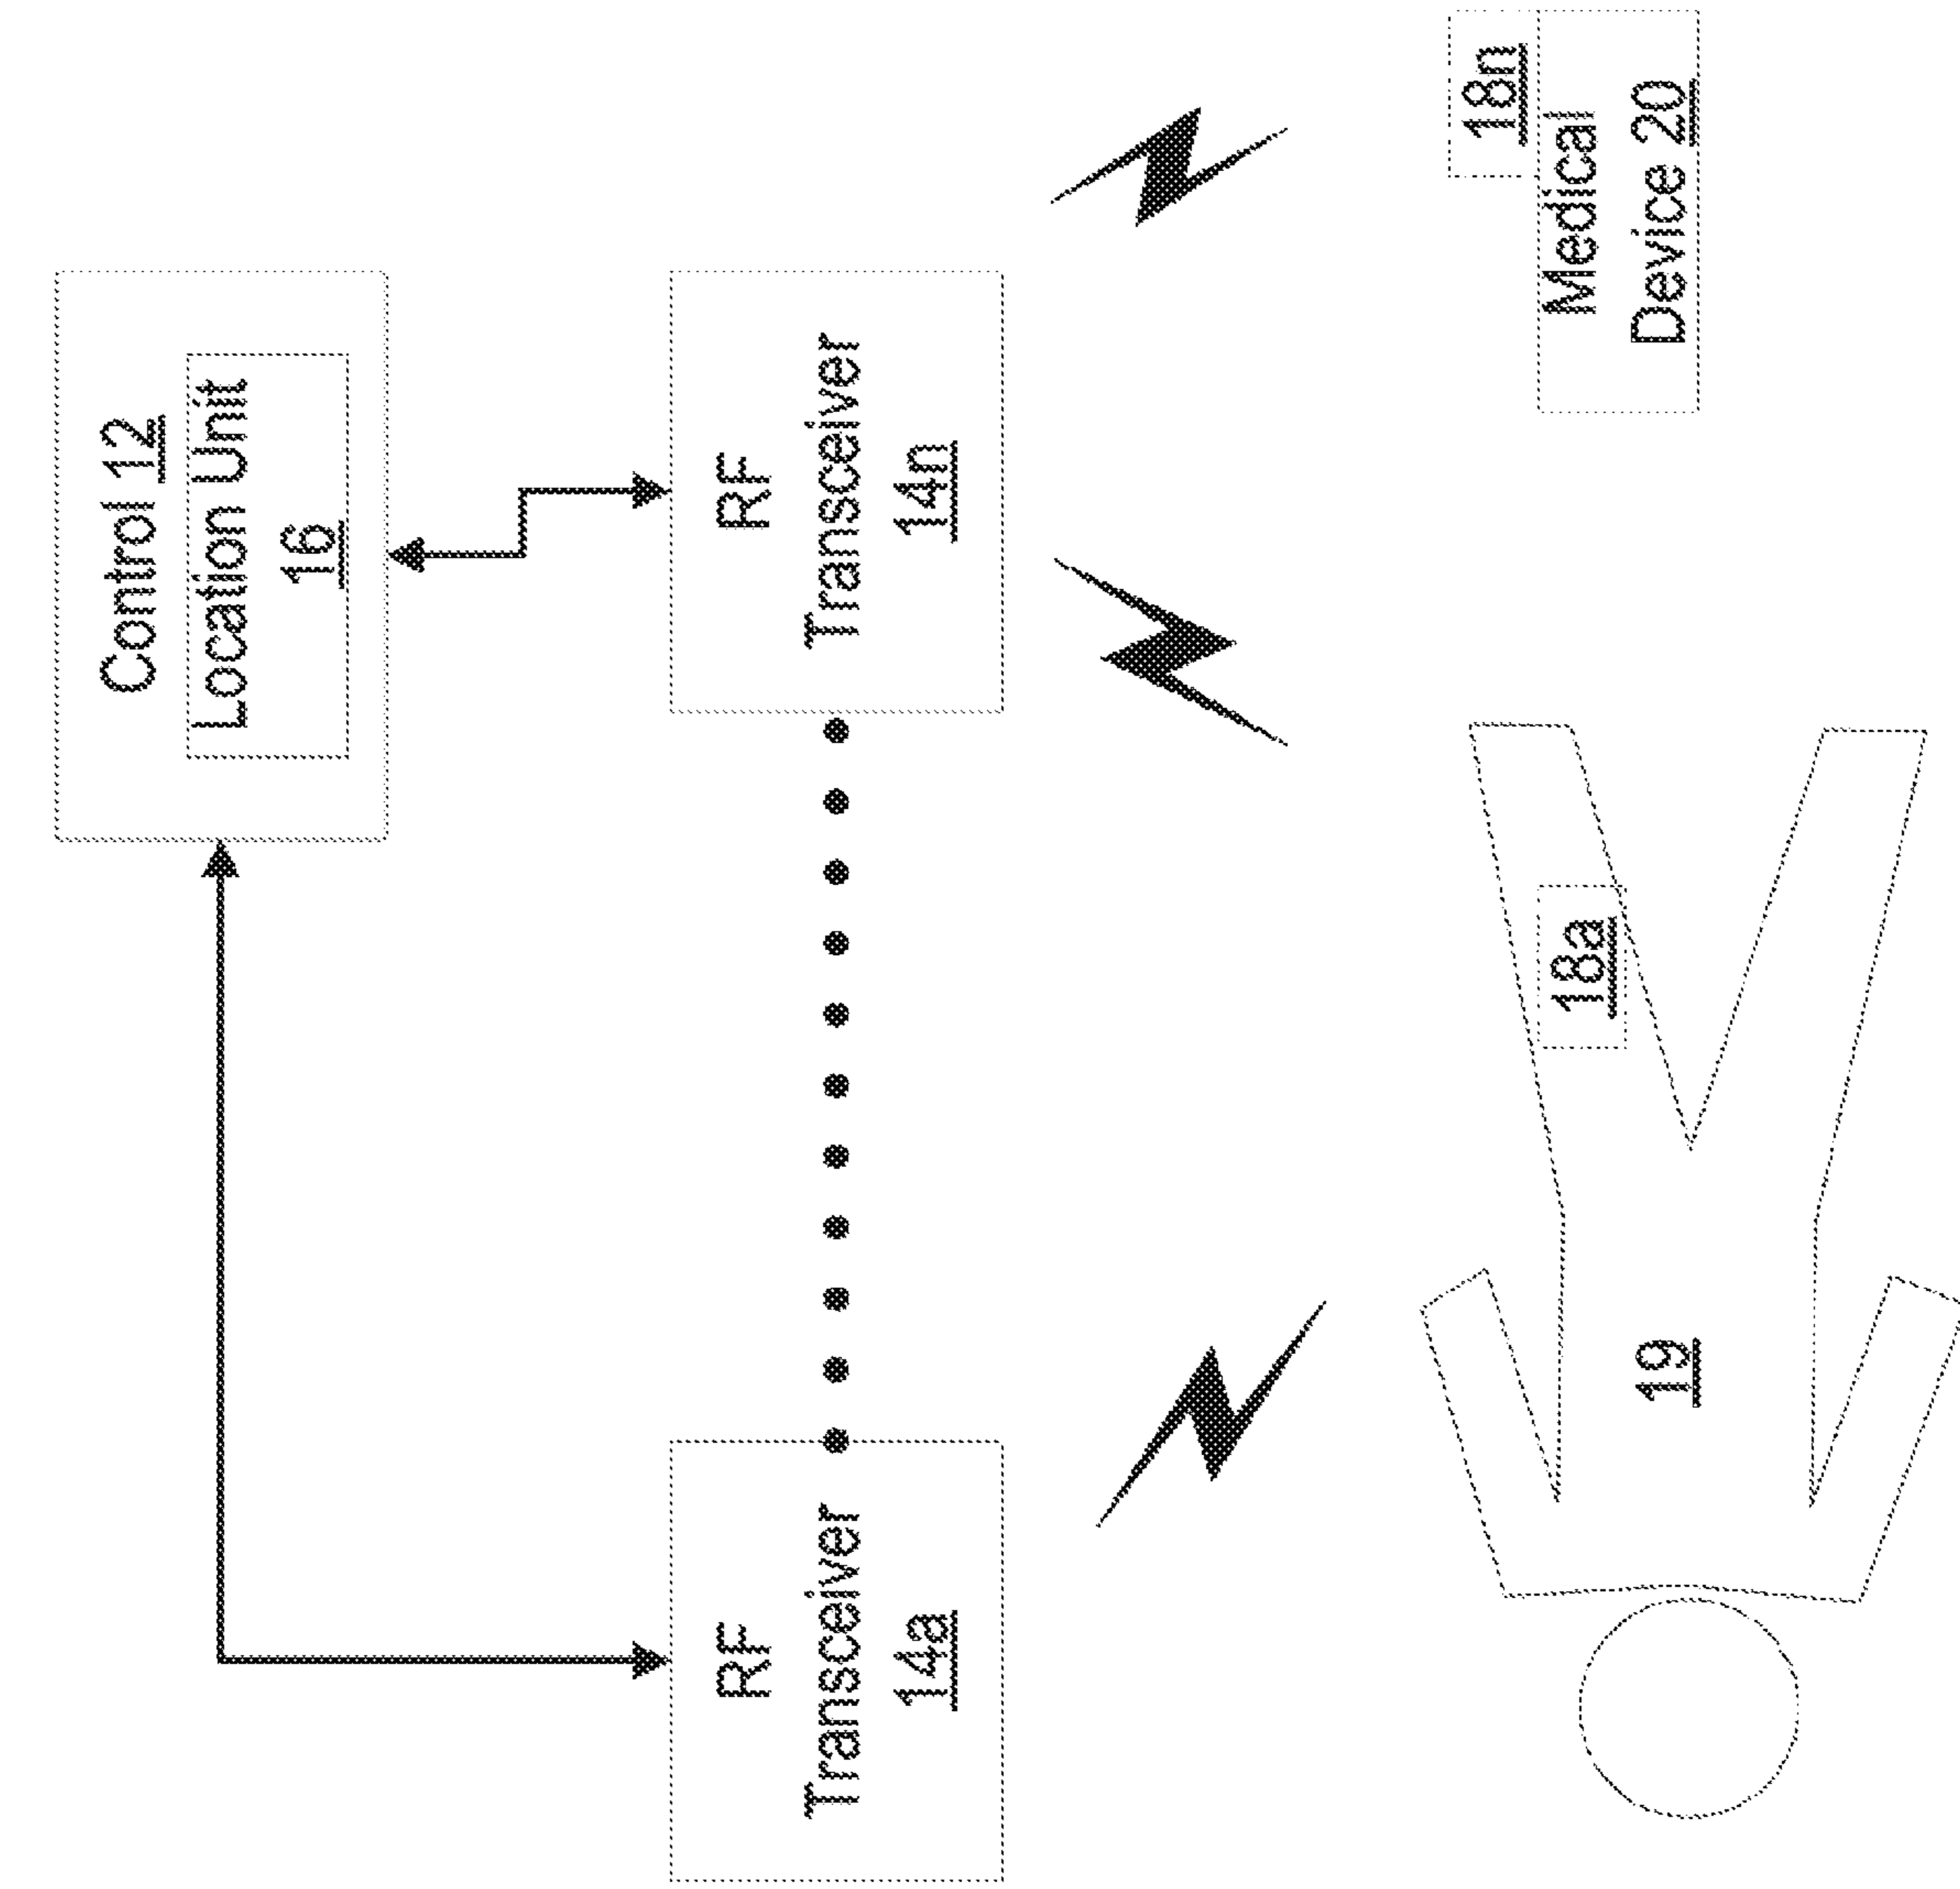 Control 12
Location Unit
16
RF
Transceiver
14a
RF
Transceiver
14n
18a
19
18n
Medical
Device 20